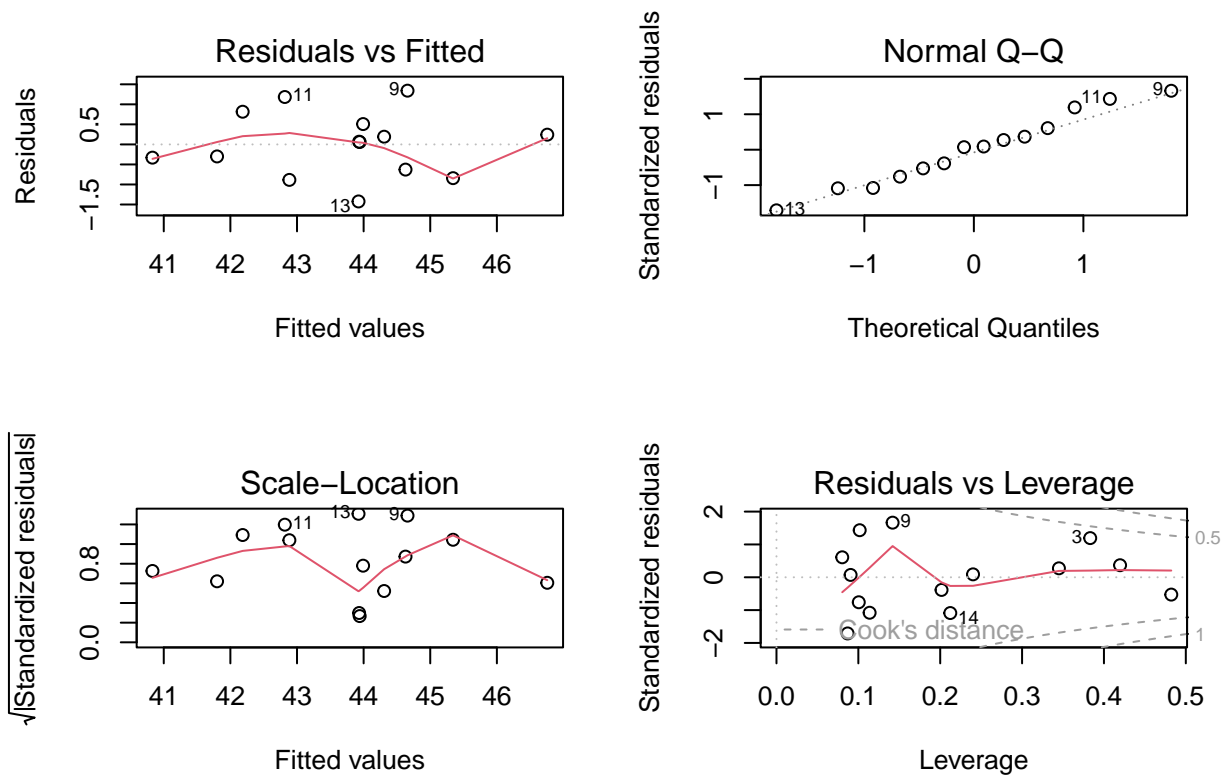 Residuals vs Fitted
Residuals
0.5
−1.5
11
9
13
41 42 43 44 45 46
Fitted values
Normal Q−Q
Standardized residuals
1
−1
13
11
9
−1 0 1
Theoretical Quantiles
Scale−Location
√|Standardized residuals|
0.8
0.0
11
13
9
41 42 43 44 45 46
Fitted values
Residuals vs Leverage
Standardized residuals
2
0
−2
9
3
14
0.5
1
Cook's distance
0.0 0.1 0.2 0.3 0.4 0.5
Leverage